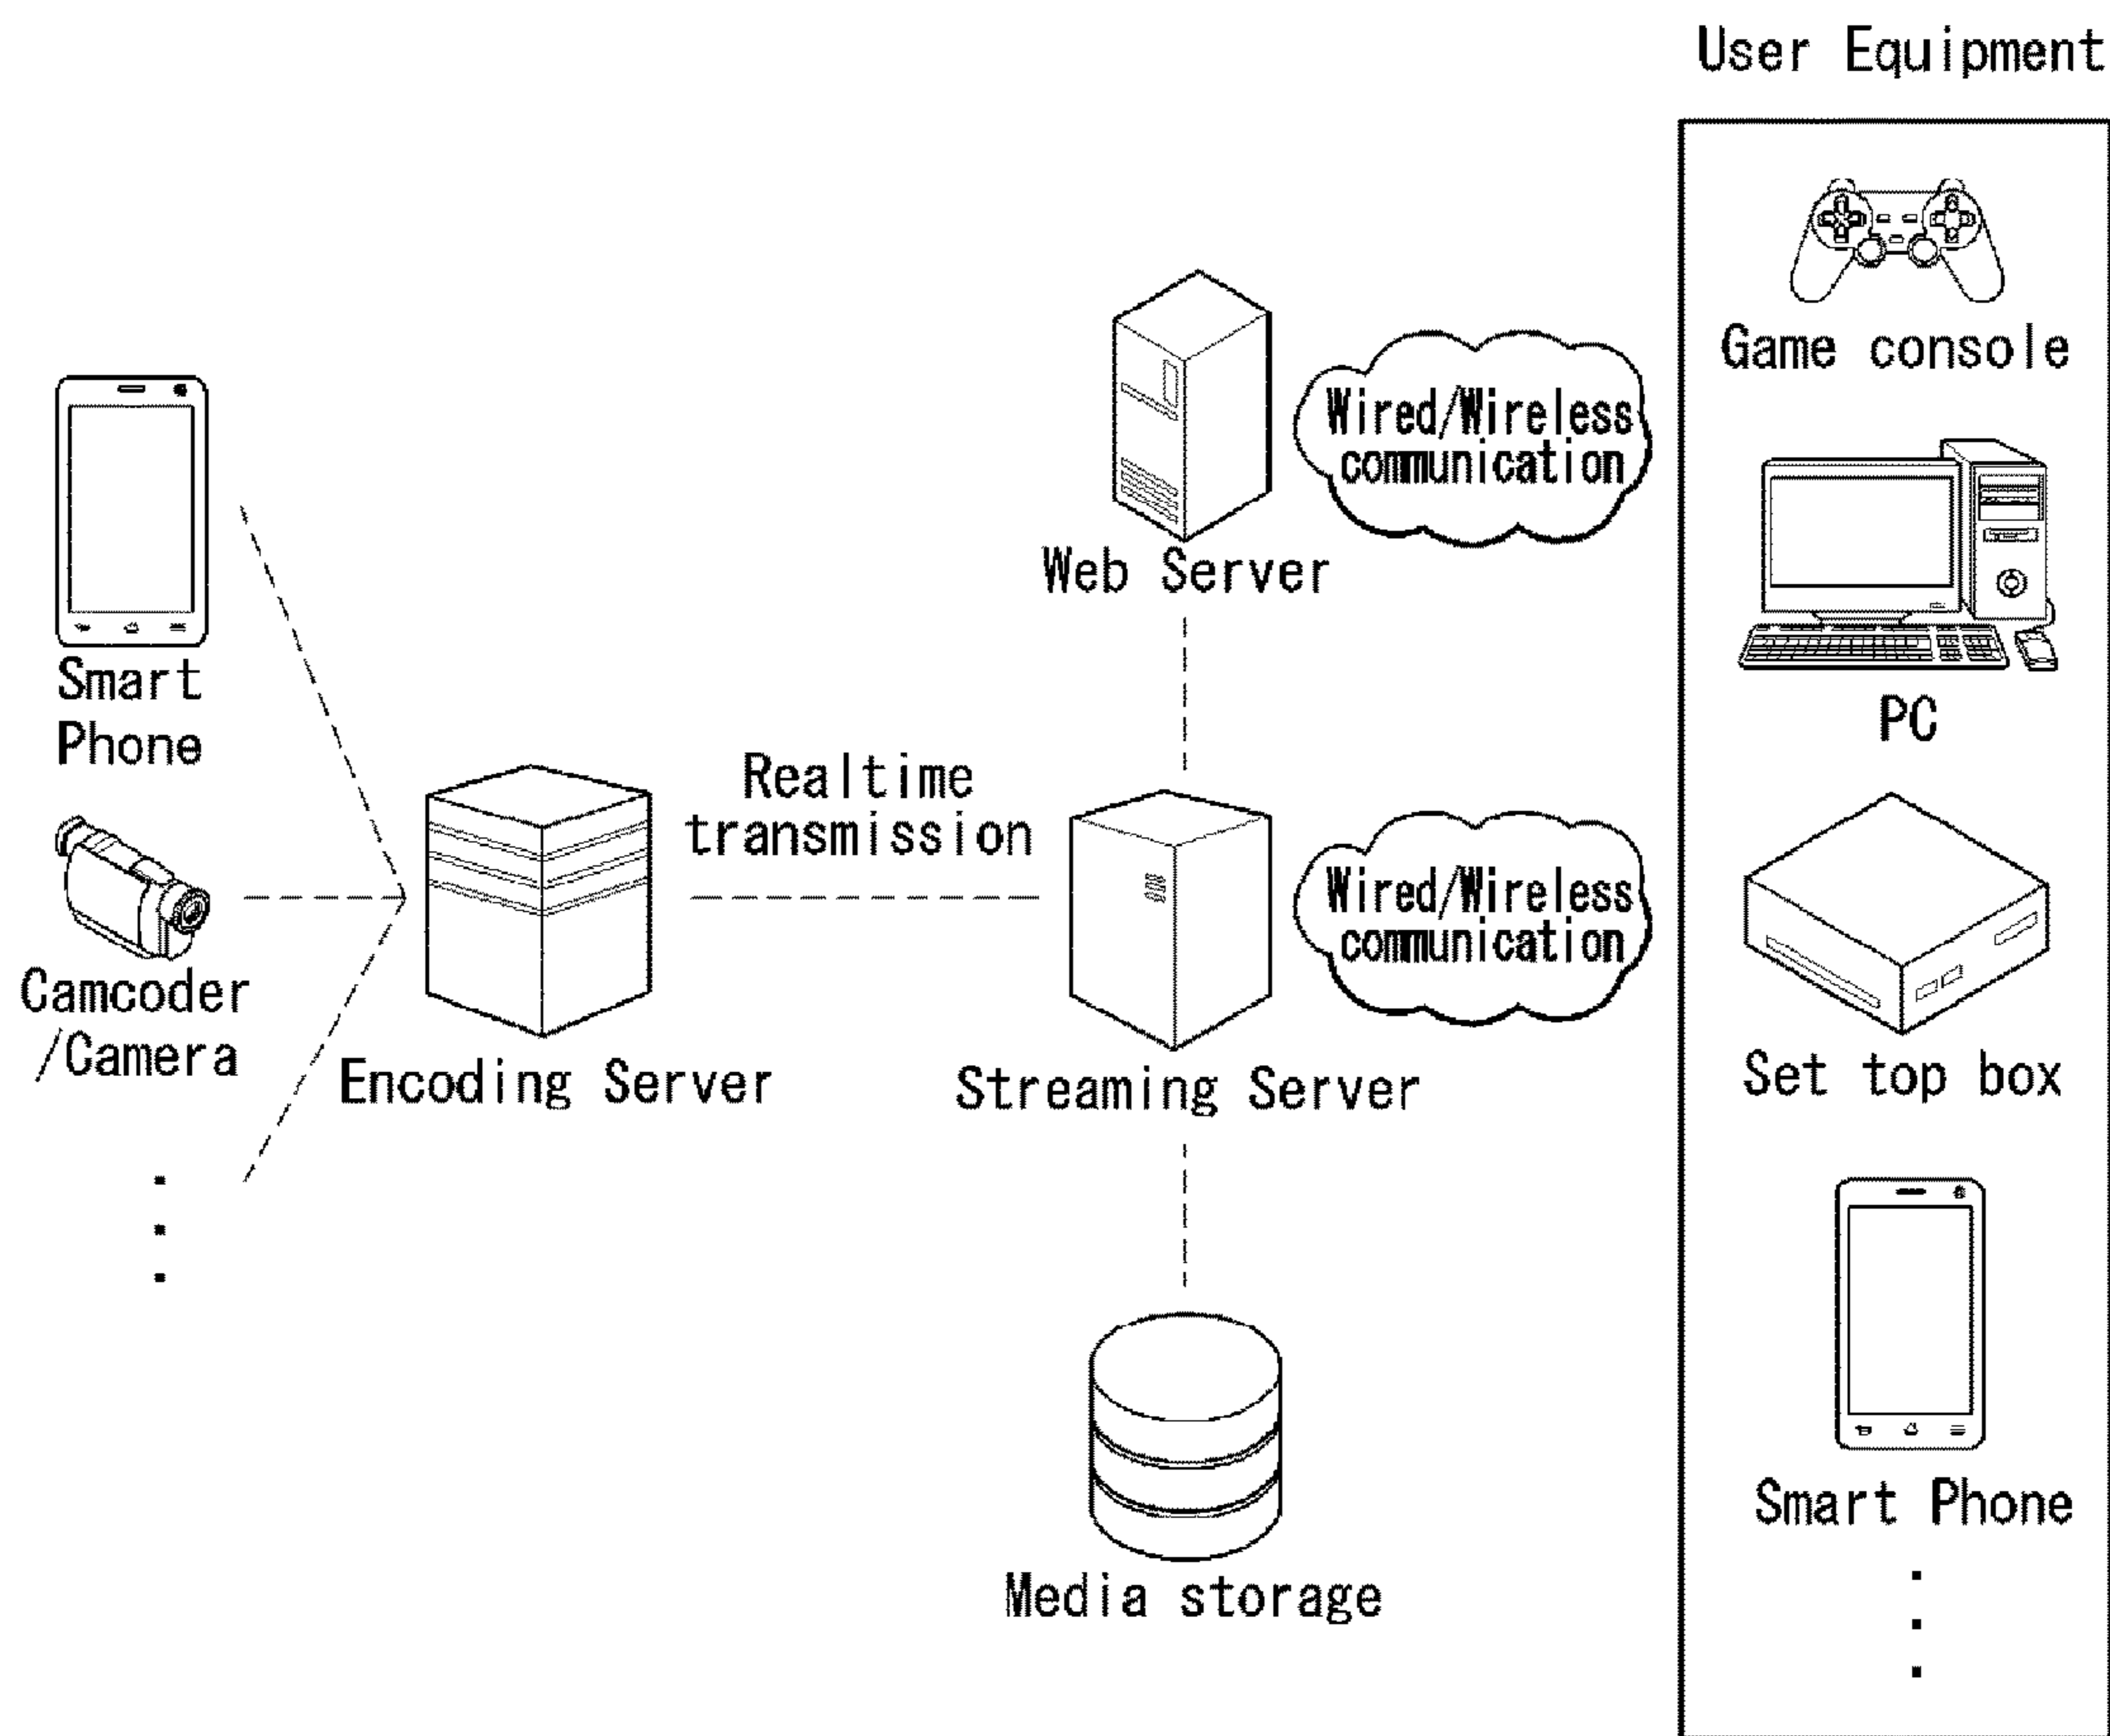 User Equipment
Game console
Wired/Wireless
communication
Web Server
Smart
Phone
PC
Realtime
transmission
Wired/Wireless
communication
Camcoder
/Camera
Encoding Server
Streaming Server
Set top box
Smart Phone
Media storage